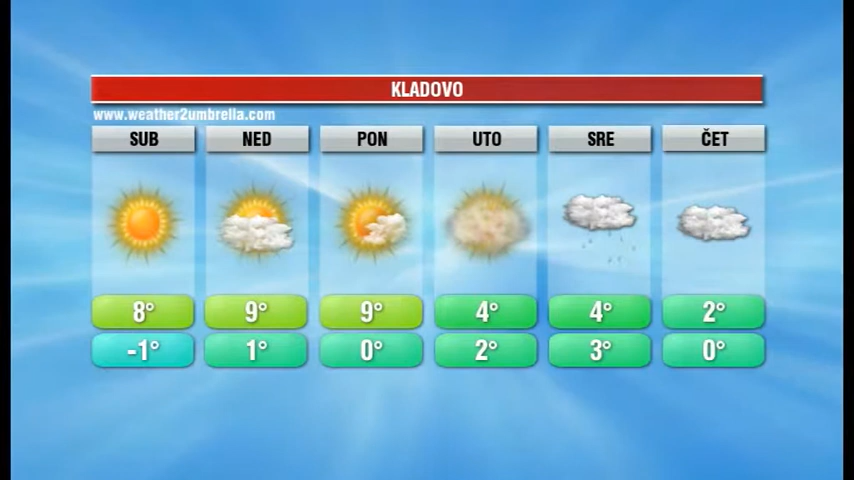 KLADOVO
www.weather2umbrella.com
SUB NED PON UTO SRE ČET
8° 9° 9° 4° 4° 2°
-1° 1° 0° 2° 3° 0°